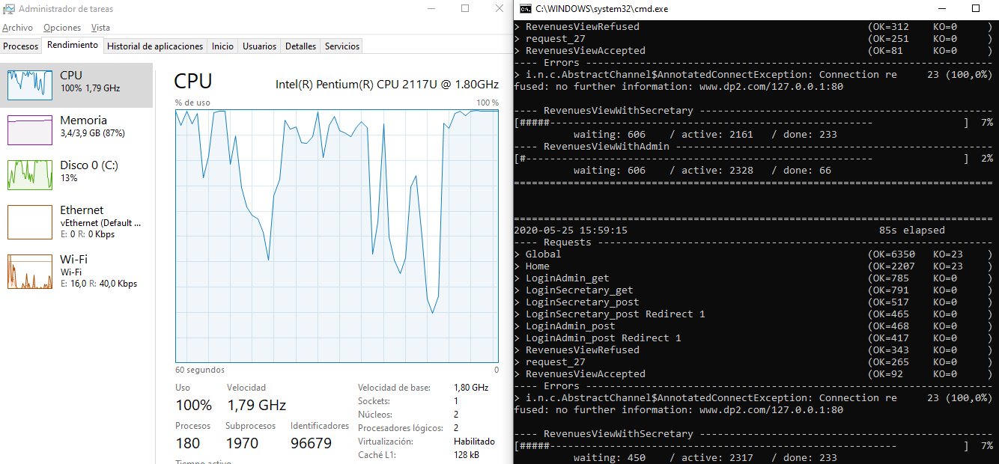 Administrador de tareas
Archivo Opciones Vista
Procesos Rendimiento Historial de aplicaciones Inicio Usuarios Detalles Servicios
CPU
100% 1,79 GHz
Memoria
3,4/3,9 GB (87%)
Disco 0 (C:)
13%
Ethernet
vEthernet (Default ...
E: 0 R: 0 Kbps
Wi-Fi
Wi-Fi
E: 16,0 R: 40,0 Kbps
CPU Intel(R) Pentium(R) CPU 2117U @ 1.80GHz
% de uso 100 %
60 segundos 0
Uso Velocidad
100% 1,79 GHz
Procesos Subprocesos Identificadores
180 1970 96679
Tiempo activo
Velocidad de base: 1,80 GHz
Sockets: 1
Núcleos: 2
Procesadores lógicos: 2
Virtualización: Habilitado
Caché L1: 128 kB
C:\WINDOWS\system32\cmd.exe
> RevenuesViewRefused (OK=312 KO=0 )
> request_27 (OK=251 KO=0 )
> RevenuesViewAccepted (OK=81 KO=0 )
---- Errors --------------------------------------------------------------------
> i.n.c.AbstractChannel$AnnotatedConnectException: Connection re 23 (100,0%)
fused: no further information: www.dp2.com/127.0.0.1:80
---- RevenuesViewWithSecretary -------------------------------------------------
[#####------------------------------------------------------ ] 7%
waiting: 606 / active: 2161 / done: 233
---- RevenuesViewWithAdmin -----------------------------------------------------
[#---------------------------------------------------------- ] 2%
waiting: 606 / active: 2328 / done: 66
================================================================================
================================================================================
2020-05-25 15:59:15 85s elapsed
---- Requests ------------------------------------------------------------------
> Global (OK=6350 KO=23 )
> Home (OK=2207 KO=23 )
> LoginAdmin_get (OK=785 KO=0 )
> LoginSecretary_get (OK=791 KO=0 )
> LoginSecretary_post (OK=517 KO=0 )
> LoginSecretary_post Redirect 1 (OK=465 KO=0 )
> LoginAdmin_post (OK=468 KO=0 )
> LoginAdmin_post Redirect 1 (OK=417 KO=0 )
> RevenuesViewRefused (OK=343 KO=0 )
> request_27 (OK=265 KO=0 )
> RevenuesViewAccepted (OK=92 KO=0 )
---- Errors --------------------------------------------------------------------
> i.n.c.AbstractChannel$AnnotatedConnectException: Connection re 23 (100,0%)
fused: no further information: www.dp2.com/127.0.0.1:80
---- RevenuesViewWithSecretary -------------------------------------------------
[#####---------------------------------------------------------- ] 7%
waiting: 450 / active: 2317 / done: 233